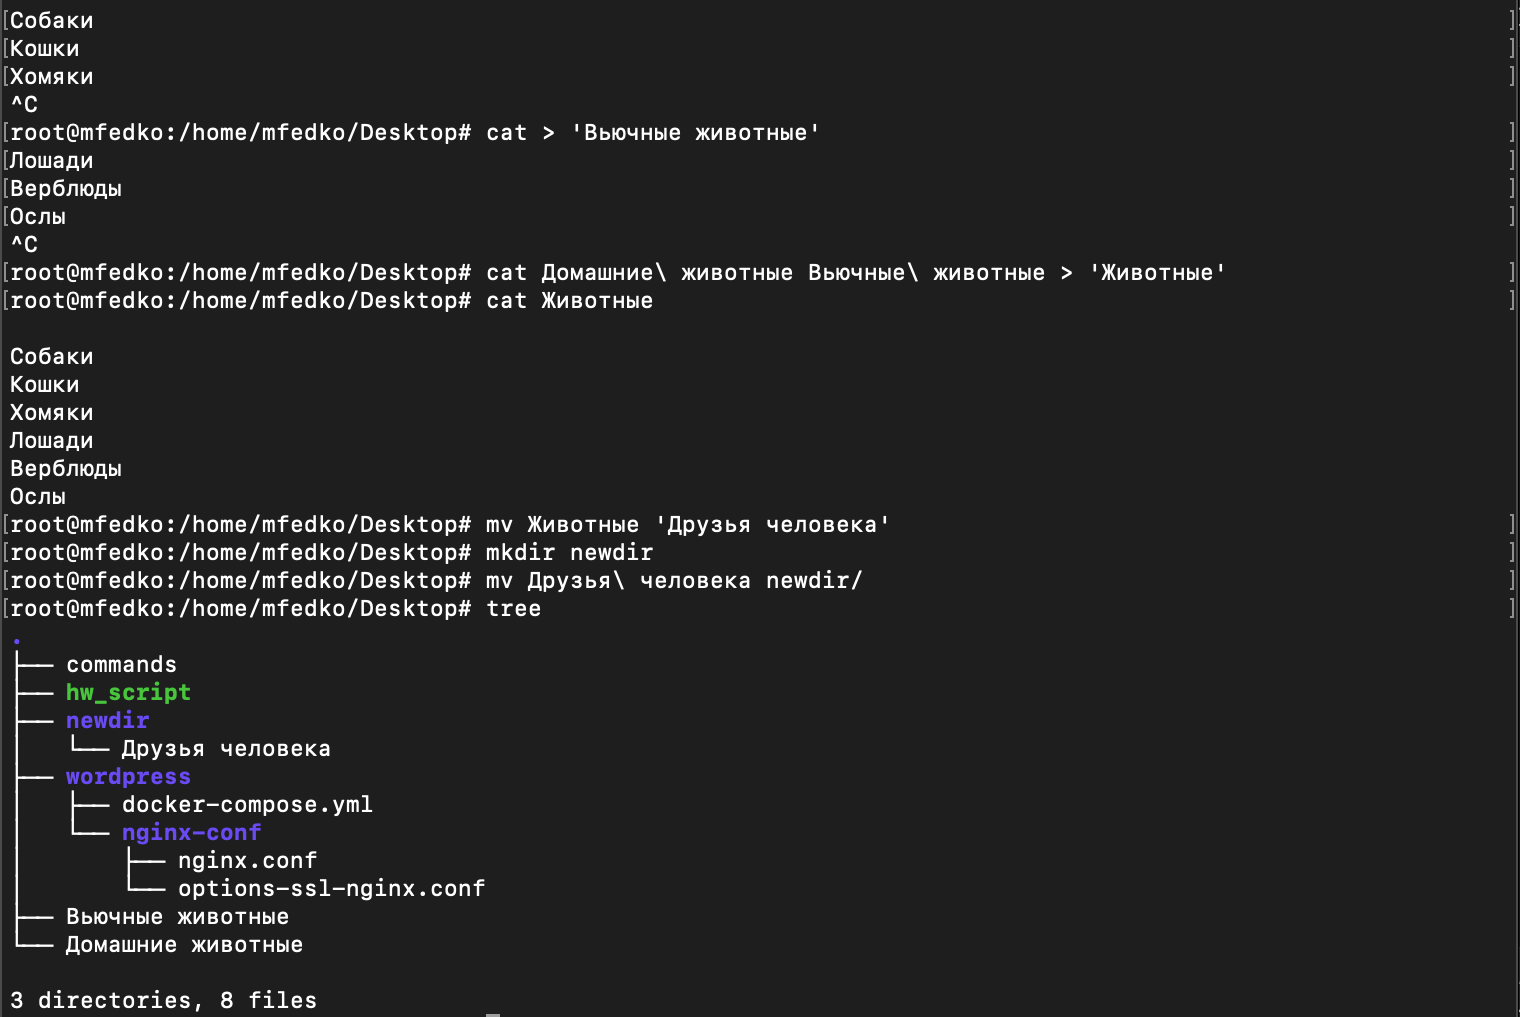 [Собаки ]
[Кошки ]
[Хомяки ]
^C
[root@mfedko:/home/mfedko/Desktop# cat > 'Вьючные животные' ]
[Лошади ]
[Верблюды ]
[Ослы ]
^C
[root@mfedko:/home/mfedko/Desktop# cat Домашние\ животные Вьючные\ животные > 'Животные' ]
[root@mfedko:/home/mfedko/Desktop# cat Животные ]
Собаки
Кошки
Хомяки
Лошади
Верблюды
Ослы
[root@mfedko:/home/mfedko/Desktop# mv Животные 'Друзья человека' ]
[root@mfedko:/home/mfedko/Desktop# mkdir newdir ]
[root@mfedko:/home/mfedko/Desktop# mv Друзья\ человека newdir/ ]
[root@mfedko:/home/mfedko/Desktop# tree ]
.
├── commands
├── hw_script
├── newdir
│   └── Друзья человека
├── wordpress
│   ├── docker-compose.yml
│   └── nginx-conf
│       ├── nginx.conf
│       └── options-ssl-nginx.conf
├── Вьючные животные
└── Домашние животные
3 directories, 8 files